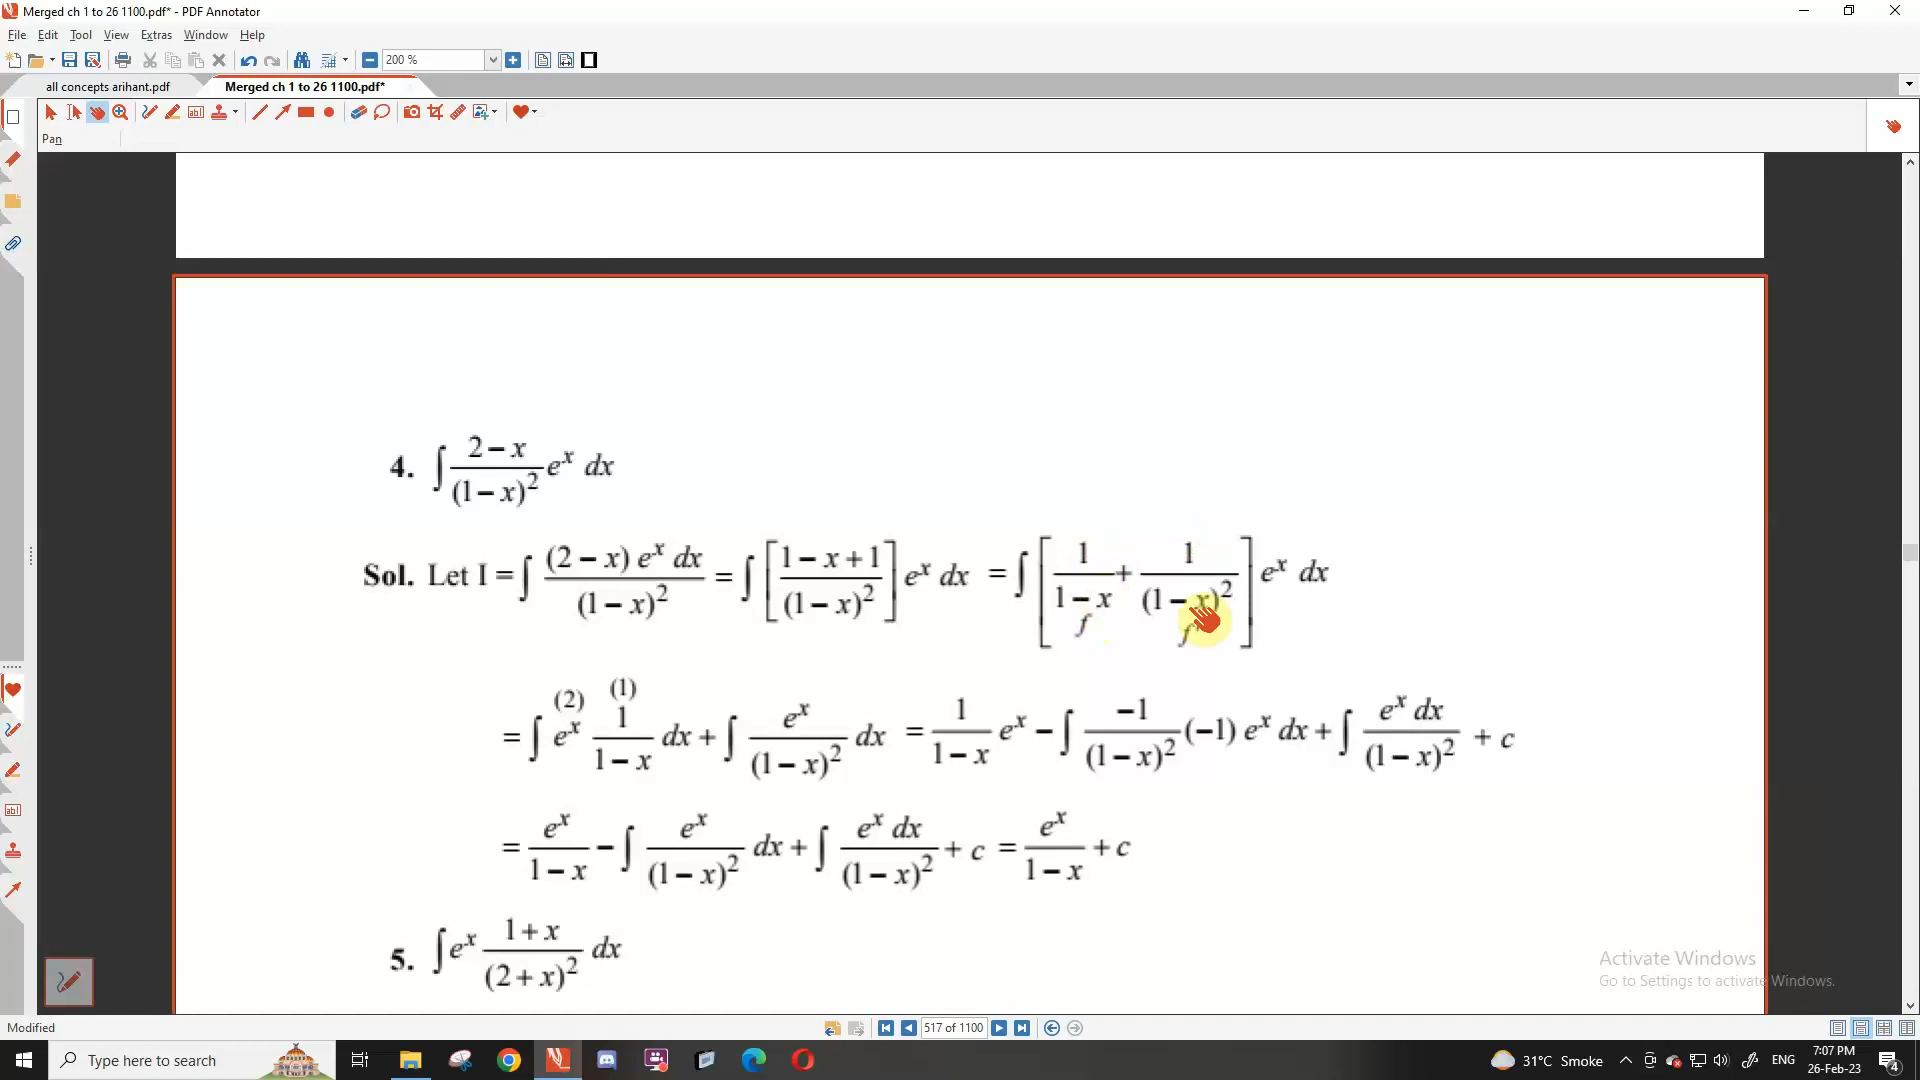 Merged ch 1 to 26 1100.pdf* - PDF Annotator
File Edit Tool View Extras Window Help
200 %
all concepts arihant.pdf Merged ch 1 to 26 1100.pdf*
Pan
4. ∫ (2 − x)/(1 − x)² eˣ dx
Sol. Let I = ∫ (2 − x) eˣ dx/(1 − x)² = ∫ [(1 − x + 1)/(1 − x)²] eˣ dx = ∫ [1/(1 − x) + 1/(1 − x)²] eˣ dx
f f
(2) (1)
= ∫ eˣ 1/(1 − x) dx + ∫ eˣ/(1 − x)² dx = 1/(1 − x) eˣ − ∫ −1/(1 − x)² (−1) eˣ dx + ∫ eˣ dx/(1 − x)² + c
= eˣ/(1 − x) − ∫ eˣ/(1 − x)² dx + ∫ eˣ dx/(1 − x)² + c = eˣ/(1 − x) + c
5. ∫ eˣ (1 + x)/(2 + x)² dx
Activate Windows
Go to Settings to activate Windows.
Modified
517 of 1100
Type here to search
31°C Smoke
ENG
7:07 PM
26-Feb-23
4